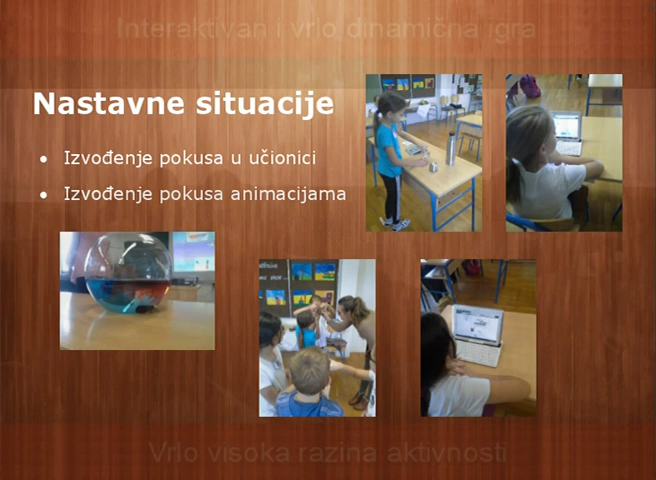 Interaktivan i vrlo dinamična igra
Nastavne situacije
• Izvođenje pokusa u učionici
• Izvođenje pokusa animacijama
Vrlo visoka razina aktivnosti